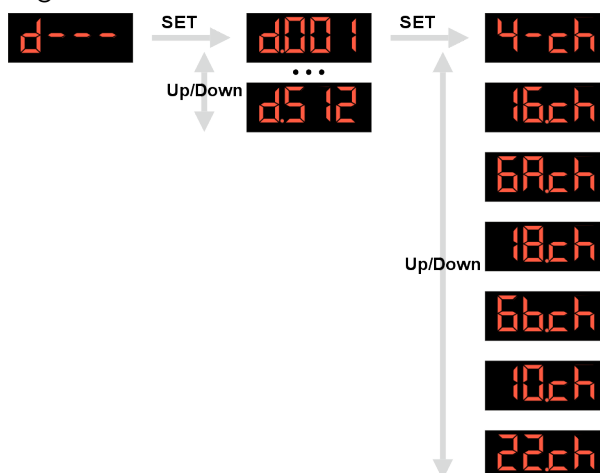 d--- SET d.001 SET 4-ch
...
Up/Down d.512 16.ch
6A.ch
18.ch
Up/Down
6b.ch
10.ch
22.ch